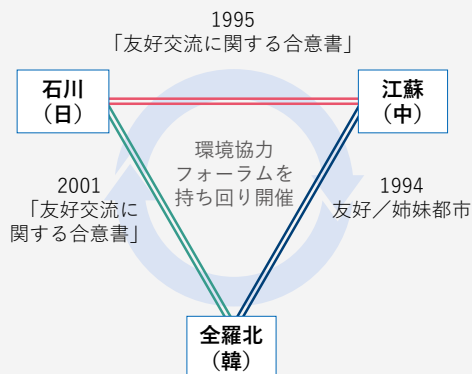 1995
「友好交流に関する合意書」
石川
（日）
江蘇
（中）
環境協力
フォーラムを
持ち回り開催
2001
「友好交流に
関する合意書」
1994
友好／姉妹都市
全羅北
（韓）